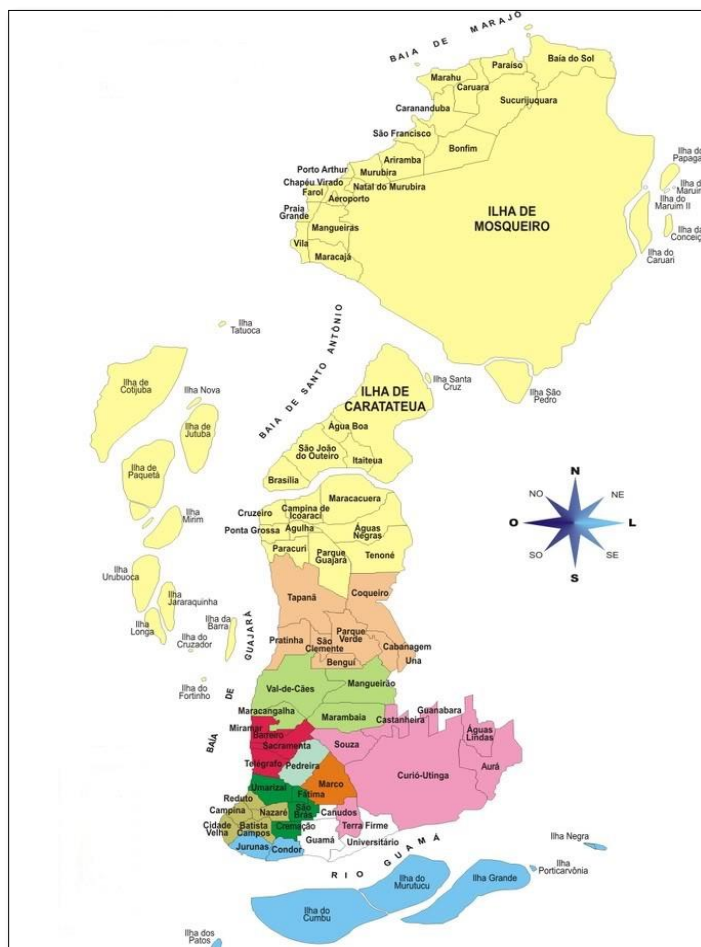 BAIA DE MARAJÓ
Baía do Sol
Paraíso
Marahu
Caruara
Sucurijuquara
Carananduba
São Francisco
Bonfim
Ariramba
Porto Arthur
Murubira
Chapéu Virado
Natal do Murubira
Farol
Aeroporto
Praia
Grande
Mangueiras
Vila
Maracajá
ILHA DE
MOSQUEIRO
Ilha do
Papaga
Ilha do
Maruim
Ilha do
Maruim II
Ilha da
Conceiç
Ilha do
Caruari
Ilha
Tatuoca
BAIA DE SANTO ANTÔNIO
Ilha de
Cotijuba
Ilha Nova
Ilha de
Jutuba
Ilha de
Paquetá
Ilha
Mirim
Ilha
Urubuoca
Ilha
Jararaquinha
Ilha
Longa
Ilha da
Barra
Ilha
do Cruzador
Ilha do
Fortinho
ILHA DE
CARATATEUA
Ilha Santa
Cruz
Ilha São
Pedro
Água Boa
São João
do Outeiro
Itaiteua
Brasília
Maracacuera
Cruzeiro
Campina de
Icoaraci
Ponta Grossa
Agulha
Águas
Negras
Paracuri
Parque
Guajará
Tenoné
N
NO
NE
O
L
SO
SE
S
Tapanã
Coqueiro
Parque
Verde
Pratinha
São
Clemente
Cabanagem
Benguí
Una
BAÍA DE GUAJARÁ
Val-de-Cães
Mangueirão
Maracangalha
Marambaia
Castanheira
Guanabara
Miramar
Barreiro
Sacramenta
Souza
Águas
Lindas
Telégrafo
Pedreira
Aurá
Curió-Utinga
Marco
Umarizal
Fátima
Reduto
Campina
Nazaré
São
Brás
Canudos
Cidade
Velha
Batista
Campos
Cremação
Terra Firme
Guamá
Universitário
Jurunas
Condor
RIO GUAMÁ
Ilha Negra
Ilha
Porticarvônia
Ilha Grande
Ilha do
Murutucu
Ilha do
Cumbu
Ilha dos
Patos